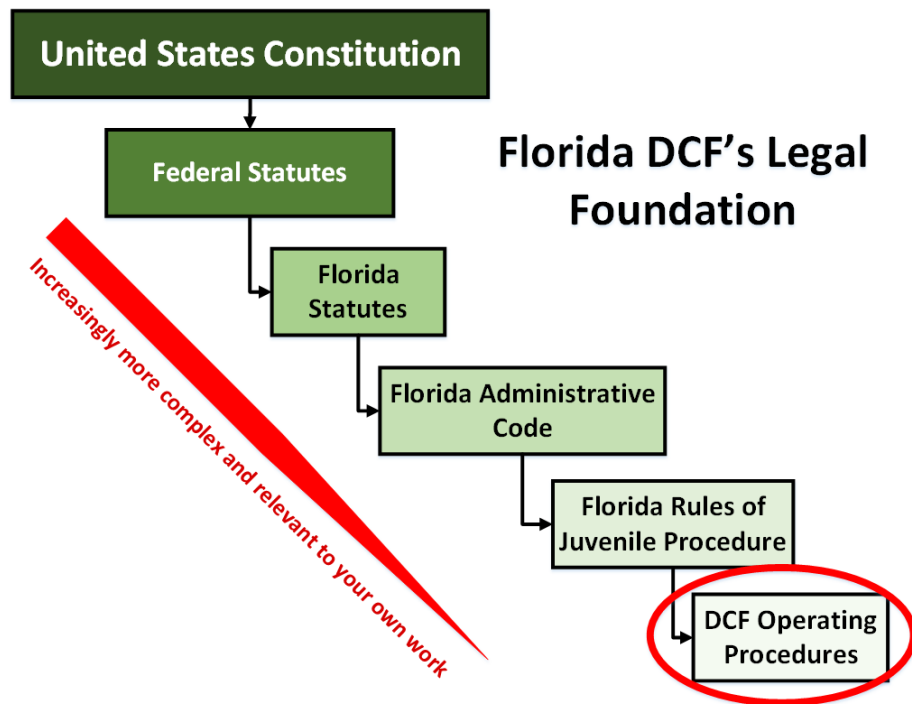 United States Constitution
Federal Statutes
Florida DCF's Legal
Foundation
Florida
Statutes
Increasingly more complex and relevant to your own work
Florida Administrative
Code
Florida Rules of
Juvenile Procedure
DCF Operating
Procedures